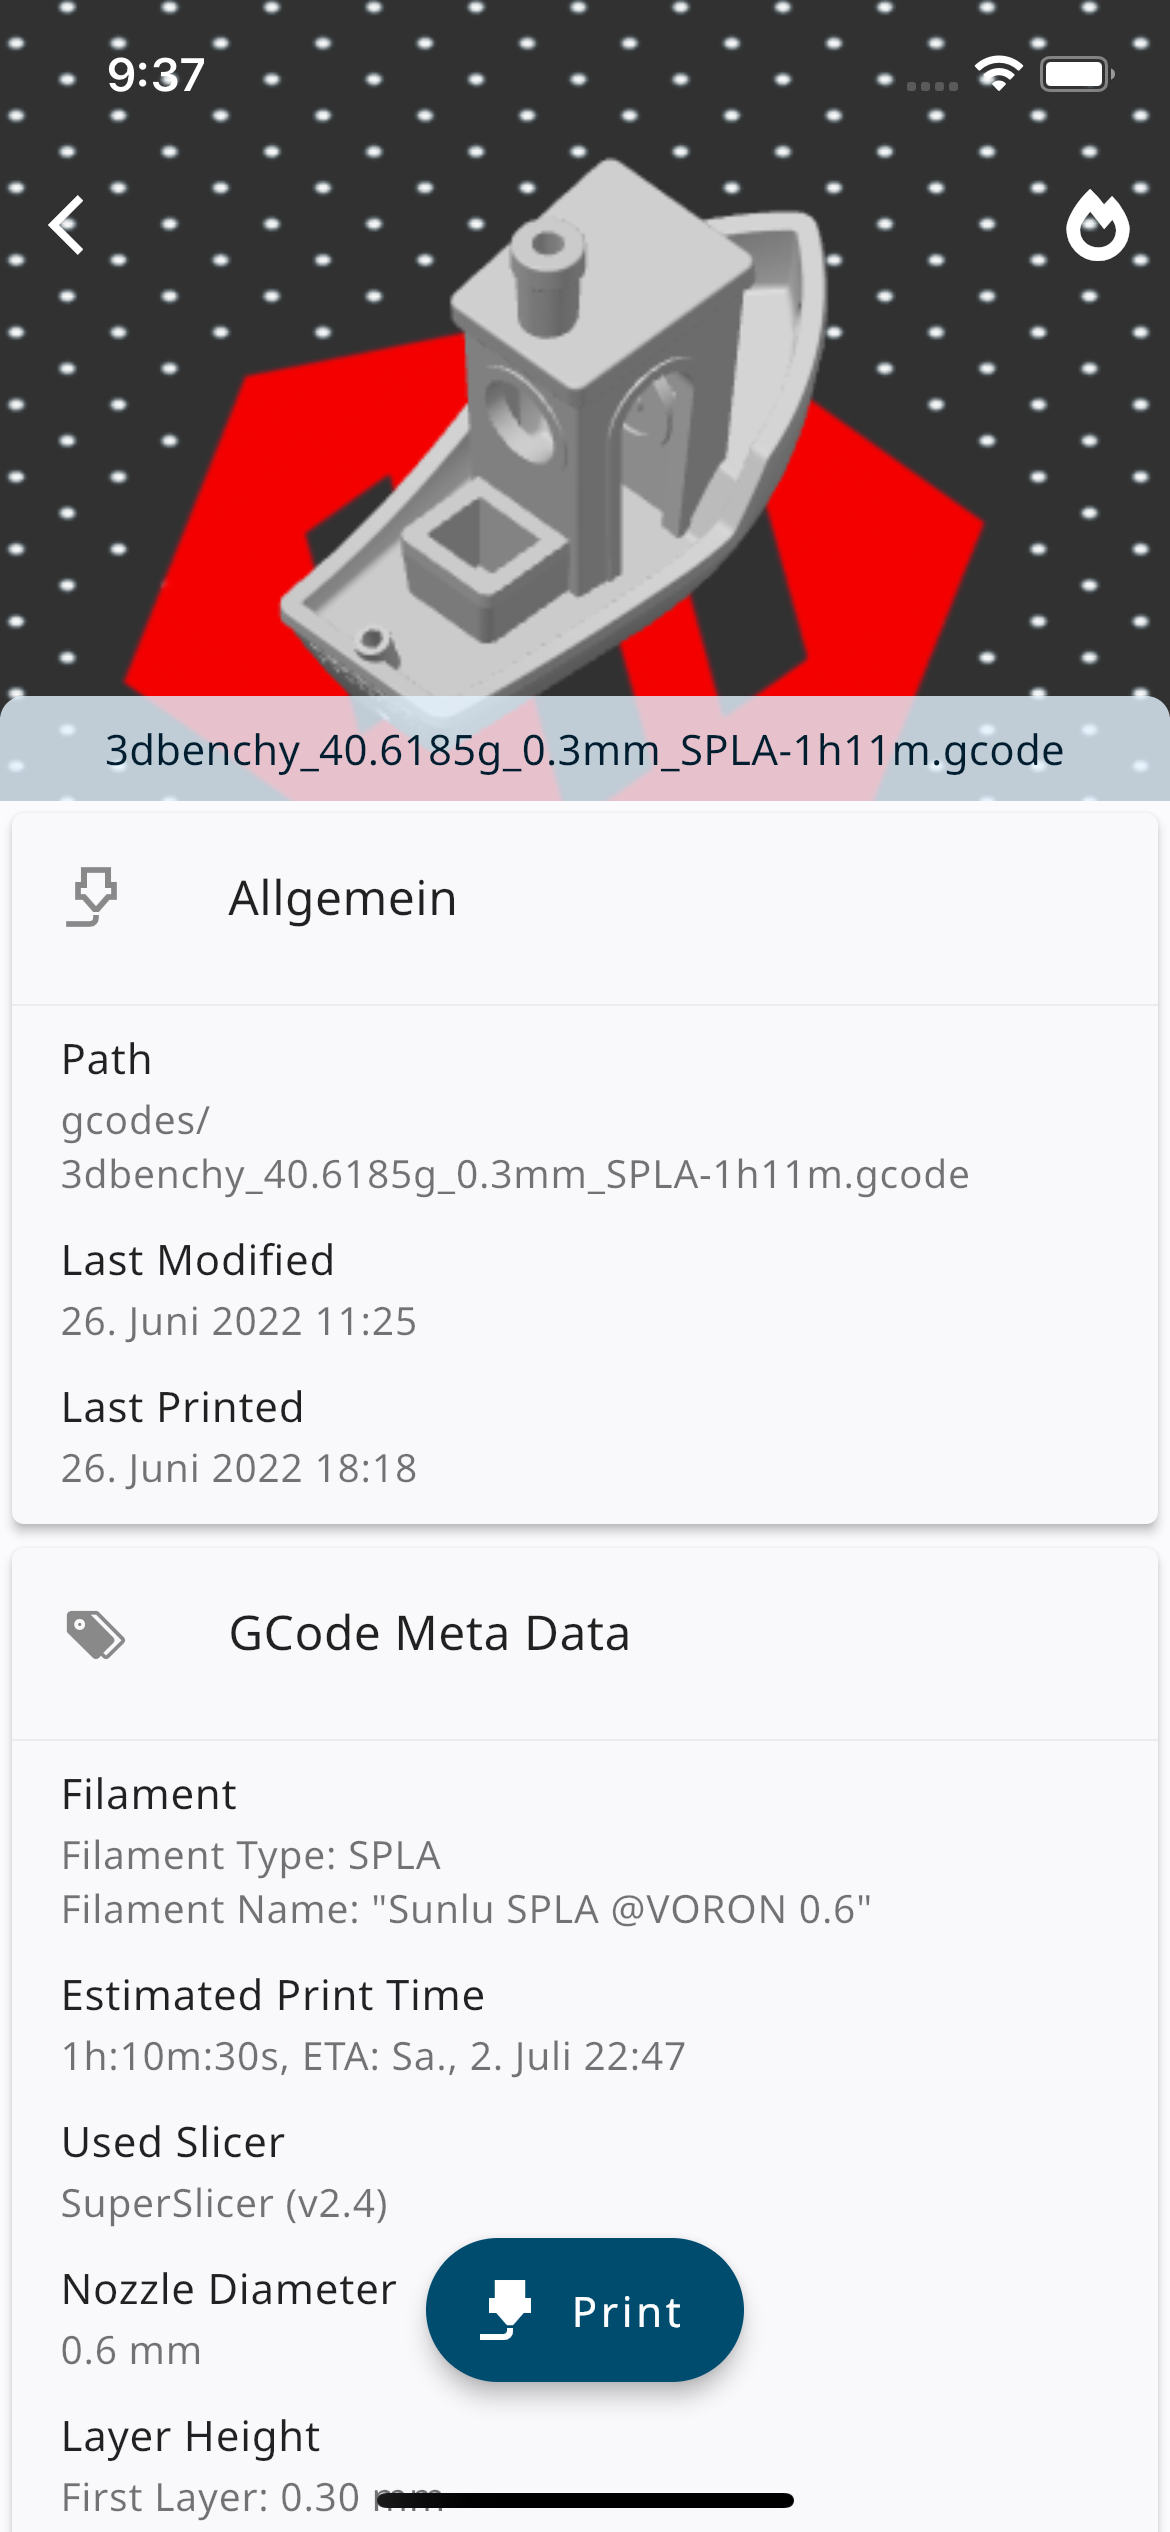 9:37
3dbenchy_40.6185g_0.3mm_SPLA-1h11m.gcode
Allgemein
Path
gcodes/
3dbenchy_40.6185g_0.3mm_SPLA-1h11m.gcode
Last Modified
26. Juni 2022 11:25
Last Printed
26. Juni 2022 18:18
GCode Meta Data
Filament
Filament Type: SPLA
Filament Name: "Sunlu SPLA @VORON 0.6"
Estimated Print Time
1h:10m:30s, ETA: Sa., 2. Juli 22:47
Used Slicer
SuperSlicer (v2.4)
Nozzle Diameter
0.6 mm
Print
Layer Height
First Layer: 0.30 mm